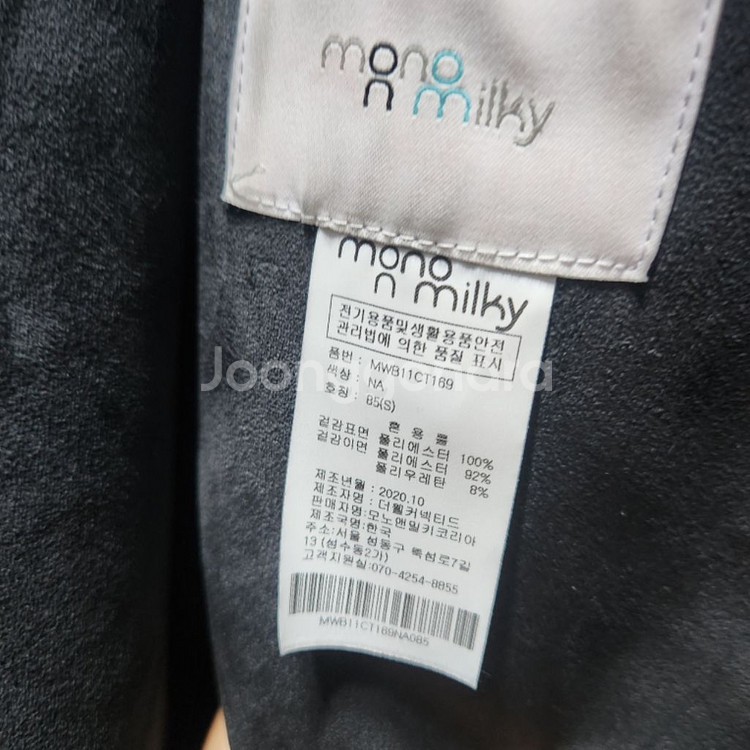 mono
n milky
mono
n milky
전기용품및생활용품안전
관리법에 의한 품질 표시
품번 : MWB11CT169
색상 : NA
호칭 : 85(S)
혼 용 률
겉감표면 폴리에스터 100%
겉감이면 폴리에스터 92%
폴리우레탄 8%
제조년월 : 2020.10
제조자명 : 더웰커넥티드
판매자명:모노앤밀키코리아
제조국명:한국
주소:서울 성동구 뚝섬로7길
13 (성수동2가)
고객지원실:070-4254-8855
MWB11CT169NA085
Joongonara